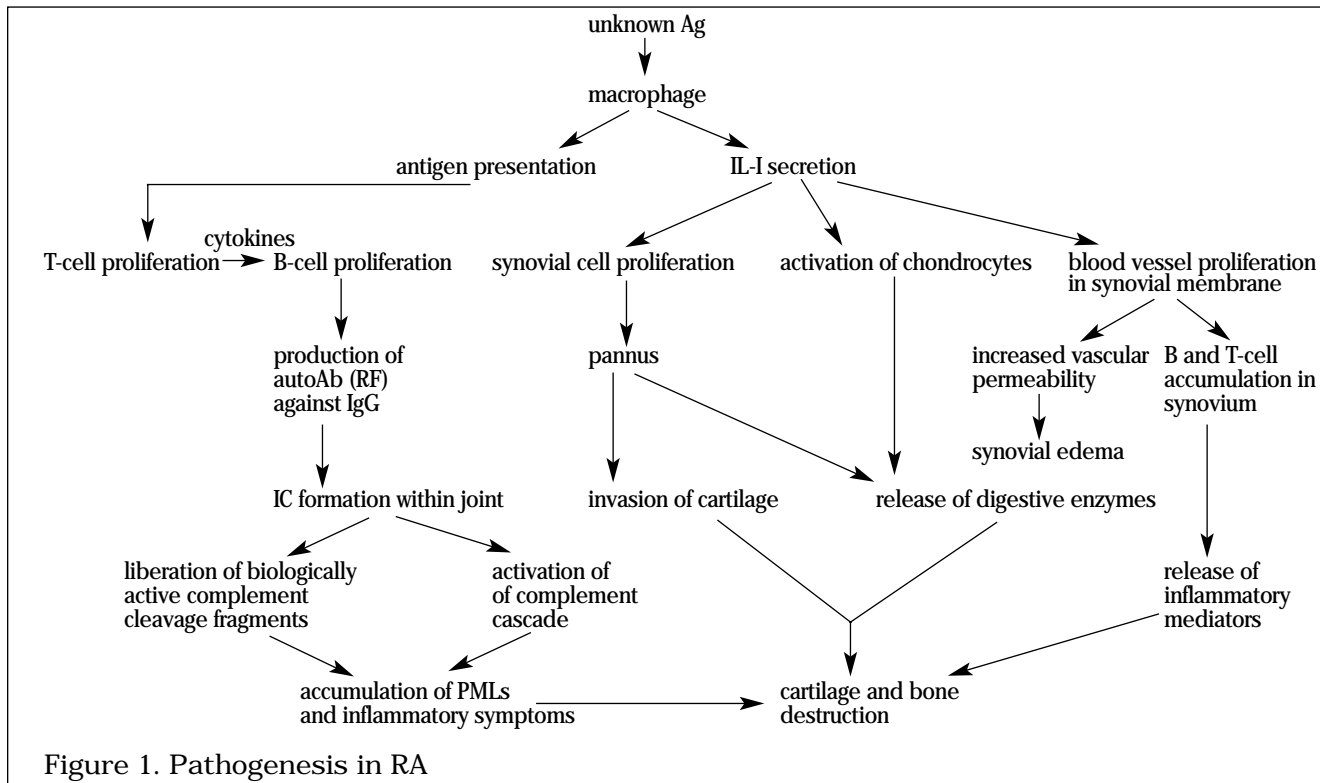 unknown Ag
macrophage
antigen presentation
IL-I secretion
cytokines
T-cell proliferation
B-cell proliferation
synovial cell proliferation
activation of chondrocytes
blood vessel proliferation
in synovial membrane
production of
autoAb (RF)
against IgG
pannus
increased vascular
permeability
B and T-cell
accumulation in
synovium
synovial edema
IC formation within joint
invasion of cartilage
release of digestive enzymes
liberation of biologically
active complement
cleavage fragments
activation of
of complement
cascade
release of
inflammatory
mediators
accumulation of PMLs
and inflammatory symptoms
cartilage and bone
destruction
Figure 1. Pathogenesis in RA